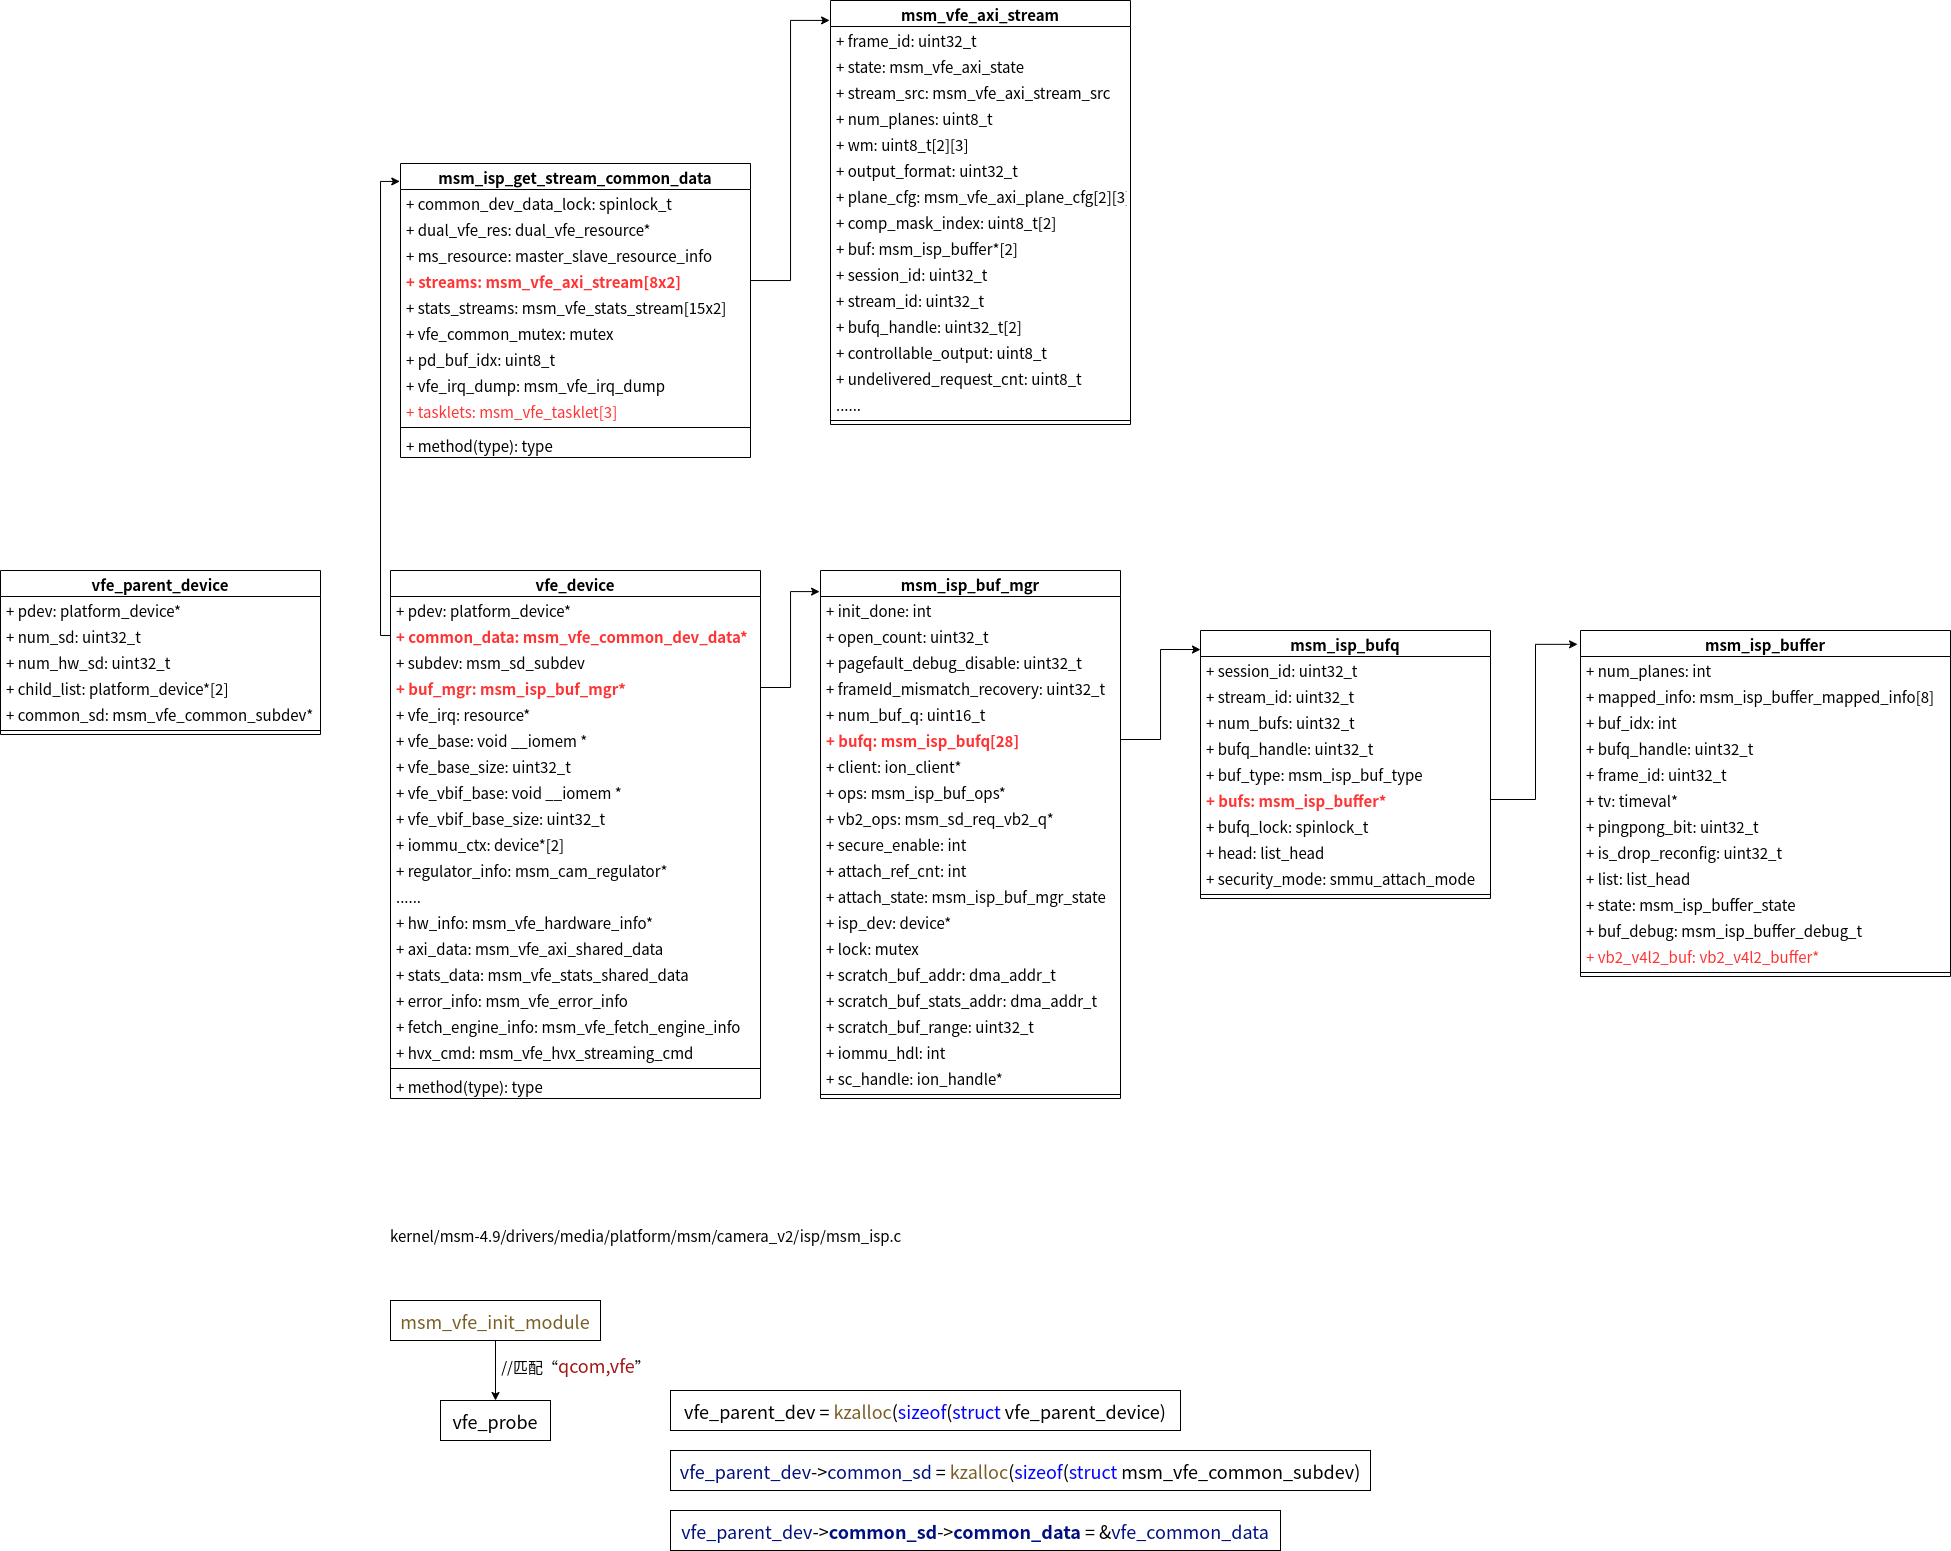 msm_vfe_axi_stream
+ frame_id: uint32_t
+ state: msm_vfe_axi_state
+ stream_src: msm_vfe_axi_stream_src
+ num_planes: uint8_t
+ wm: uint8_t[2][3]
+ output_format: uint32_t
+ plane_cfg: msm_vfe_axi_plane_cfg[2][3]
+ comp_mask_index: uint8_t[2]
+ buf: msm_isp_buffer*[2]
+ session_id: uint32_t
+ stream_id: uint32_t
+ bufq_handle: uint32_t[2]
+ controllable_output: uint8_t
+ undelivered_request_cnt: uint8_t
......
msm_isp_get_stream_common_data
+ common_dev_data_lock: spinlock_t
+ dual_vfe_res: dual_vfe_resource*
+ ms_resource: master_slave_resource_info
+ streams: msm_vfe_axi_stream[8x2]
+ stats_streams: msm_vfe_stats_stream[15x2]
+ vfe_common_mutex: mutex
+ pd_buf_idx: uint8_t
+ vfe_irq_dump: msm_vfe_irq_dump
+ tasklets: msm_vfe_tasklet[3]
+ method(type): type
vfe_parent_device
+ pdev: platform_device*
+ num_sd: uint32_t
+ num_hw_sd: uint32_t
+ child_list: platform_device*[2]
+ common_sd: msm_vfe_common_subdev*
vfe_device
+ pdev: platform_device*
+ common_data: msm_vfe_common_dev_data*
+ subdev: msm_sd_subdev
+ buf_mgr: msm_isp_buf_mgr*
+ vfe_irq: resource*
+ vfe_base: void __iomem *
+ vfe_base_size: uint32_t
+ vfe_vbif_base: void __iomem *
+ vfe_vbif_base_size: uint32_t
+ iommu_ctx: device*[2]
+ regulator_info: msm_cam_regulator*
......
+ hw_info: msm_vfe_hardware_info*
+ axi_data: msm_vfe_axi_shared_data
+ stats_data: msm_vfe_stats_shared_data
+ error_info: msm_vfe_error_info
+ fetch_engine_info: msm_vfe_fetch_engine_info
+ hvx_cmd: msm_vfe_hvx_streaming_cmd
+ method(type): type
msm_isp_buf_mgr
+ init_done: int
+ open_count: uint32_t
+ pagefault_debug_disable: uint32_t
+ frameId_mismatch_recovery: uint32_t
+ num_buf_q: uint16_t
+ bufq: msm_isp_bufq[28]
+ client: ion_client*
+ ops: msm_isp_buf_ops*
+ vb2_ops: msm_sd_req_vb2_q*
+ secure_enable: int
+ attach_ref_cnt: int
+ attach_state: msm_isp_buf_mgr_state
+ isp_dev: device*
+ lock: mutex
+ scratch_buf_addr: dma_addr_t
+ scratch_buf_stats_addr: dma_addr_t
+ scratch_buf_range: uint32_t
+ iommu_hdl: int
+ sc_handle: ion_handle*
msm_isp_bufq
+ session_id: uint32_t
+ stream_id: uint32_t
+ num_bufs: uint32_t
+ bufq_handle: uint32_t
+ buf_type: msm_isp_buf_type
+ bufs: msm_isp_buffer*
+ bufq_lock: spinlock_t
+ head: list_head
+ security_mode: smmu_attach_mode
msm_isp_buffer
+ num_planes: int
+ mapped_info: msm_isp_buffer_mapped_info[8]
+ buf_idx: int
+ bufq_handle: uint32_t
+ frame_id: uint32_t
+ tv: timeval*
+ pingpong_bit: uint32_t
+ is_drop_reconfig: uint32_t
+ list: list_head
+ state: msm_isp_buffer_state
+ buf_debug: msm_isp_buffer_debug_t
+ vb2_v4l2_buf: vb2_v4l2_buffer*
kernel/msm-4.9/drivers/media/platform/msm/camera_v2/isp/msm_isp.c
msm_vfe_init_module
//匹配“qcom,vfe”
vfe_probe
vfe_parent_dev = kzalloc(sizeof(struct vfe_parent_device)
vfe_parent_dev->common_sd = kzalloc(sizeof(struct msm_vfe_common_subdev)
vfe_parent_dev->common_sd->common_data = &vfe_common_data